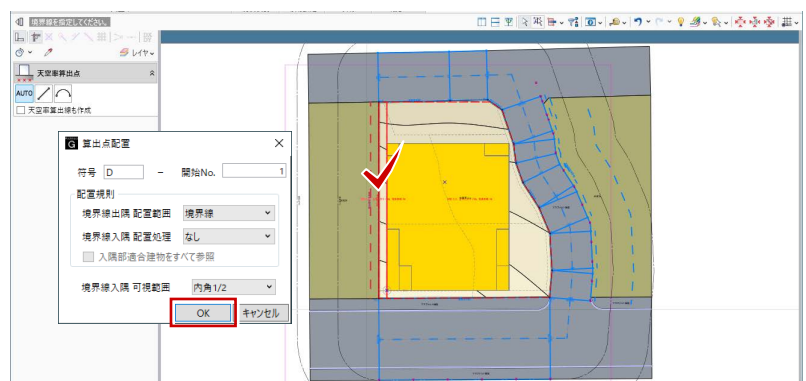 境界線を指定してください。
レイヤ
天空率算出点
AUTO
天空率算出線も作成
算出点配置
符号 D － 開始No. 1
配置規則
境界線出隅 配置範囲 境界線
境界線入隅 配置処理 なし
入隅部適合建物をすべて参照
境界線入隅 可視範囲 内角1/2
OK キャンセル